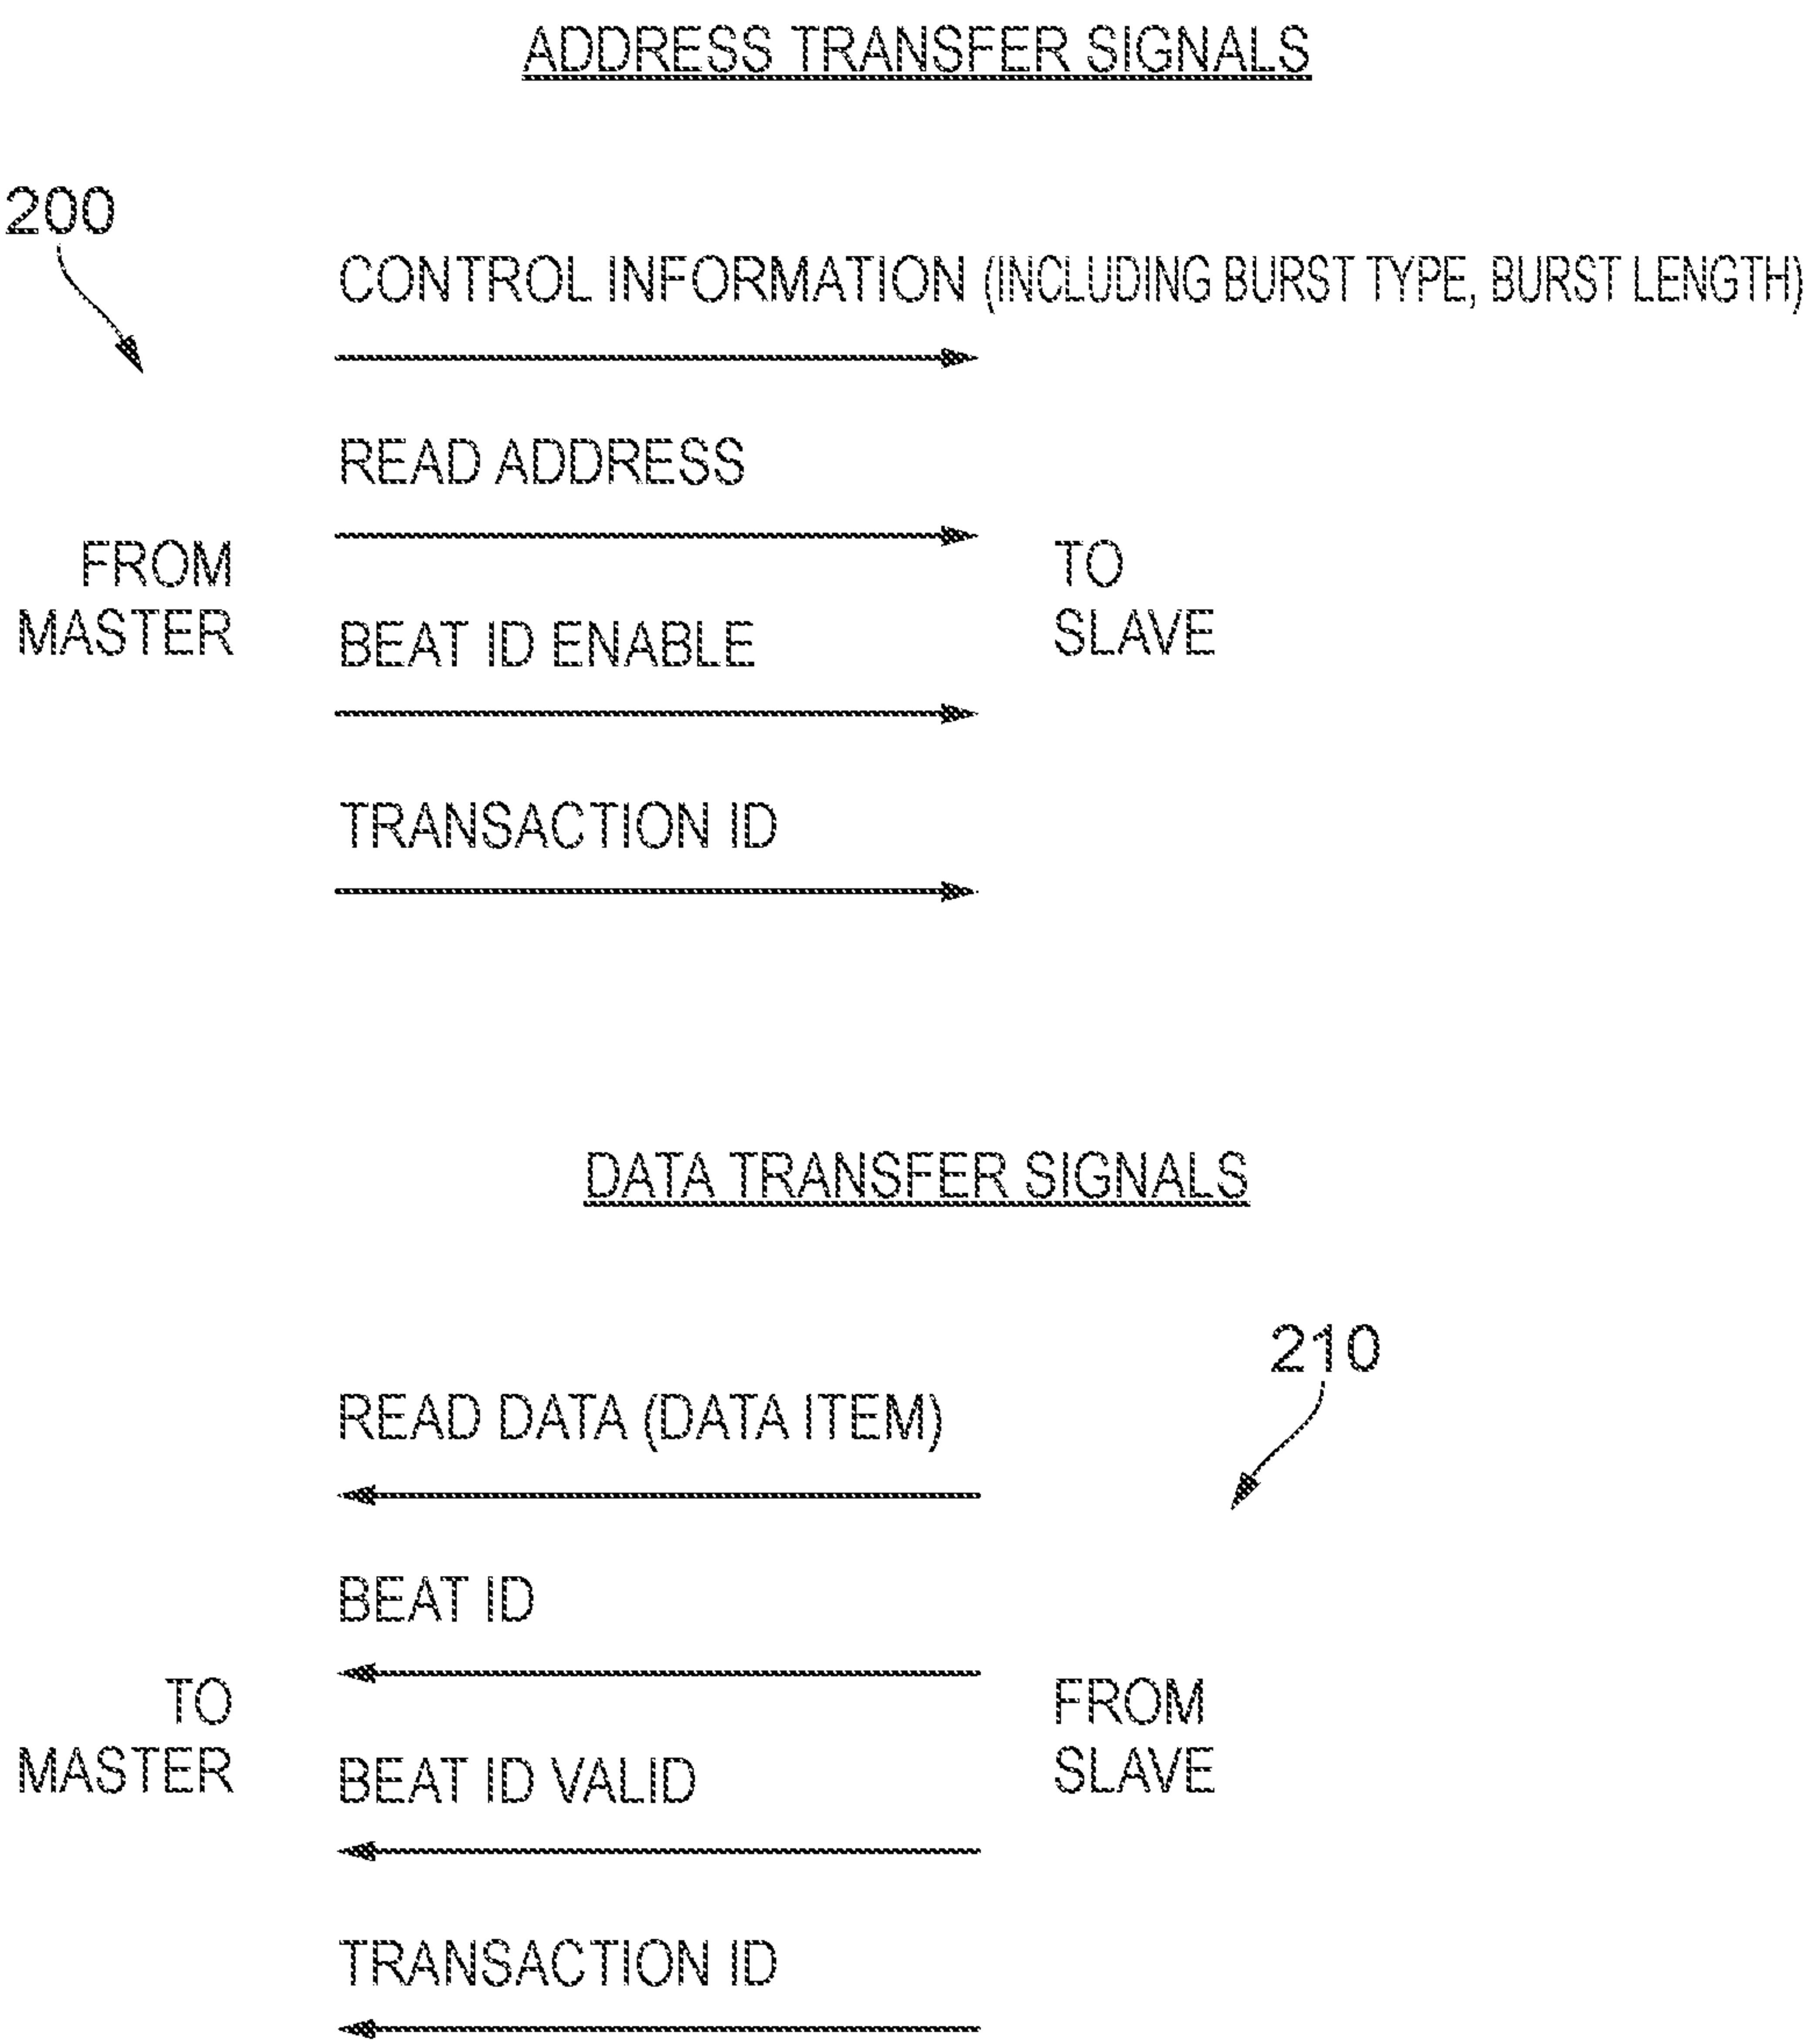 ADDRESS TRANSFER SIGNALS
200
CONTROL INFORMATION (INCLUDING BURST TYPE, BURST LENGTH)
READ ADDRESS
FROM
MASTER
TO
SLAVE
BEAT ID ENABLE
TRANSACTION ID
DATA TRANSFER SIGNALS
210
READ DATA (DATA ITEM)
BEAT ID
TO
MASTER
FROM
SLAVE
BEAT ID VALID
TRANSACTION ID